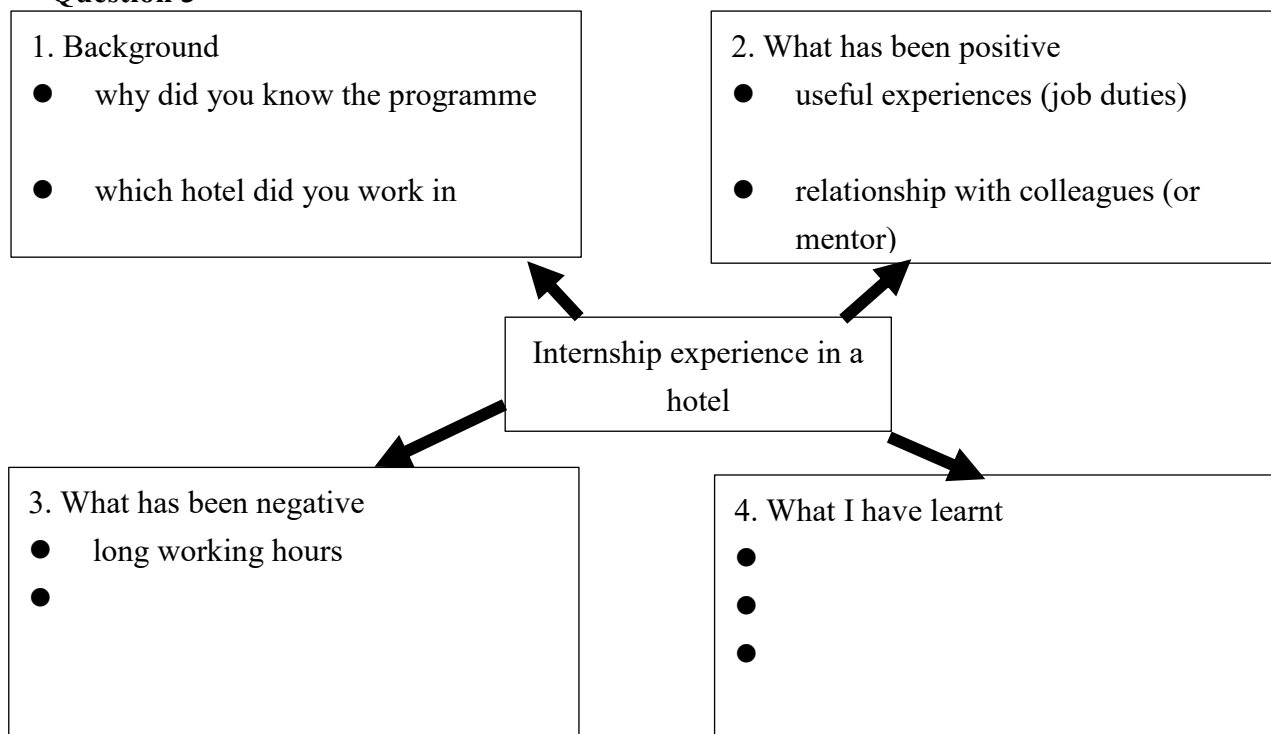 Question 3
1. Background
● why did you know the programme
● which hotel did you work in
2. What has been positive
● useful experiences (job duties)
● relationship with colleagues (or
mentor)
Internship experience in a
hotel
3. What has been negative
● long working hours
●
4. What I have learnt
●
●
●